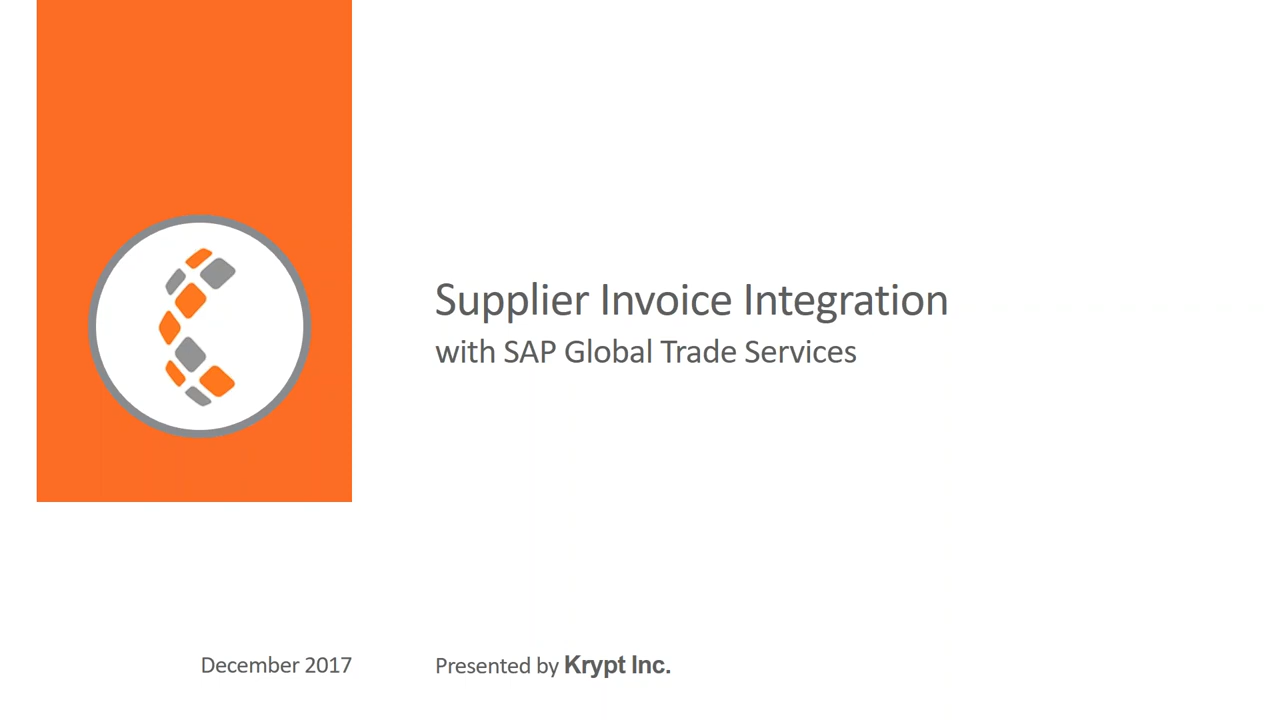 Supplier Invoice Integration
with SAP Global Trade Services
December 2017
Presented by Krypt Inc.